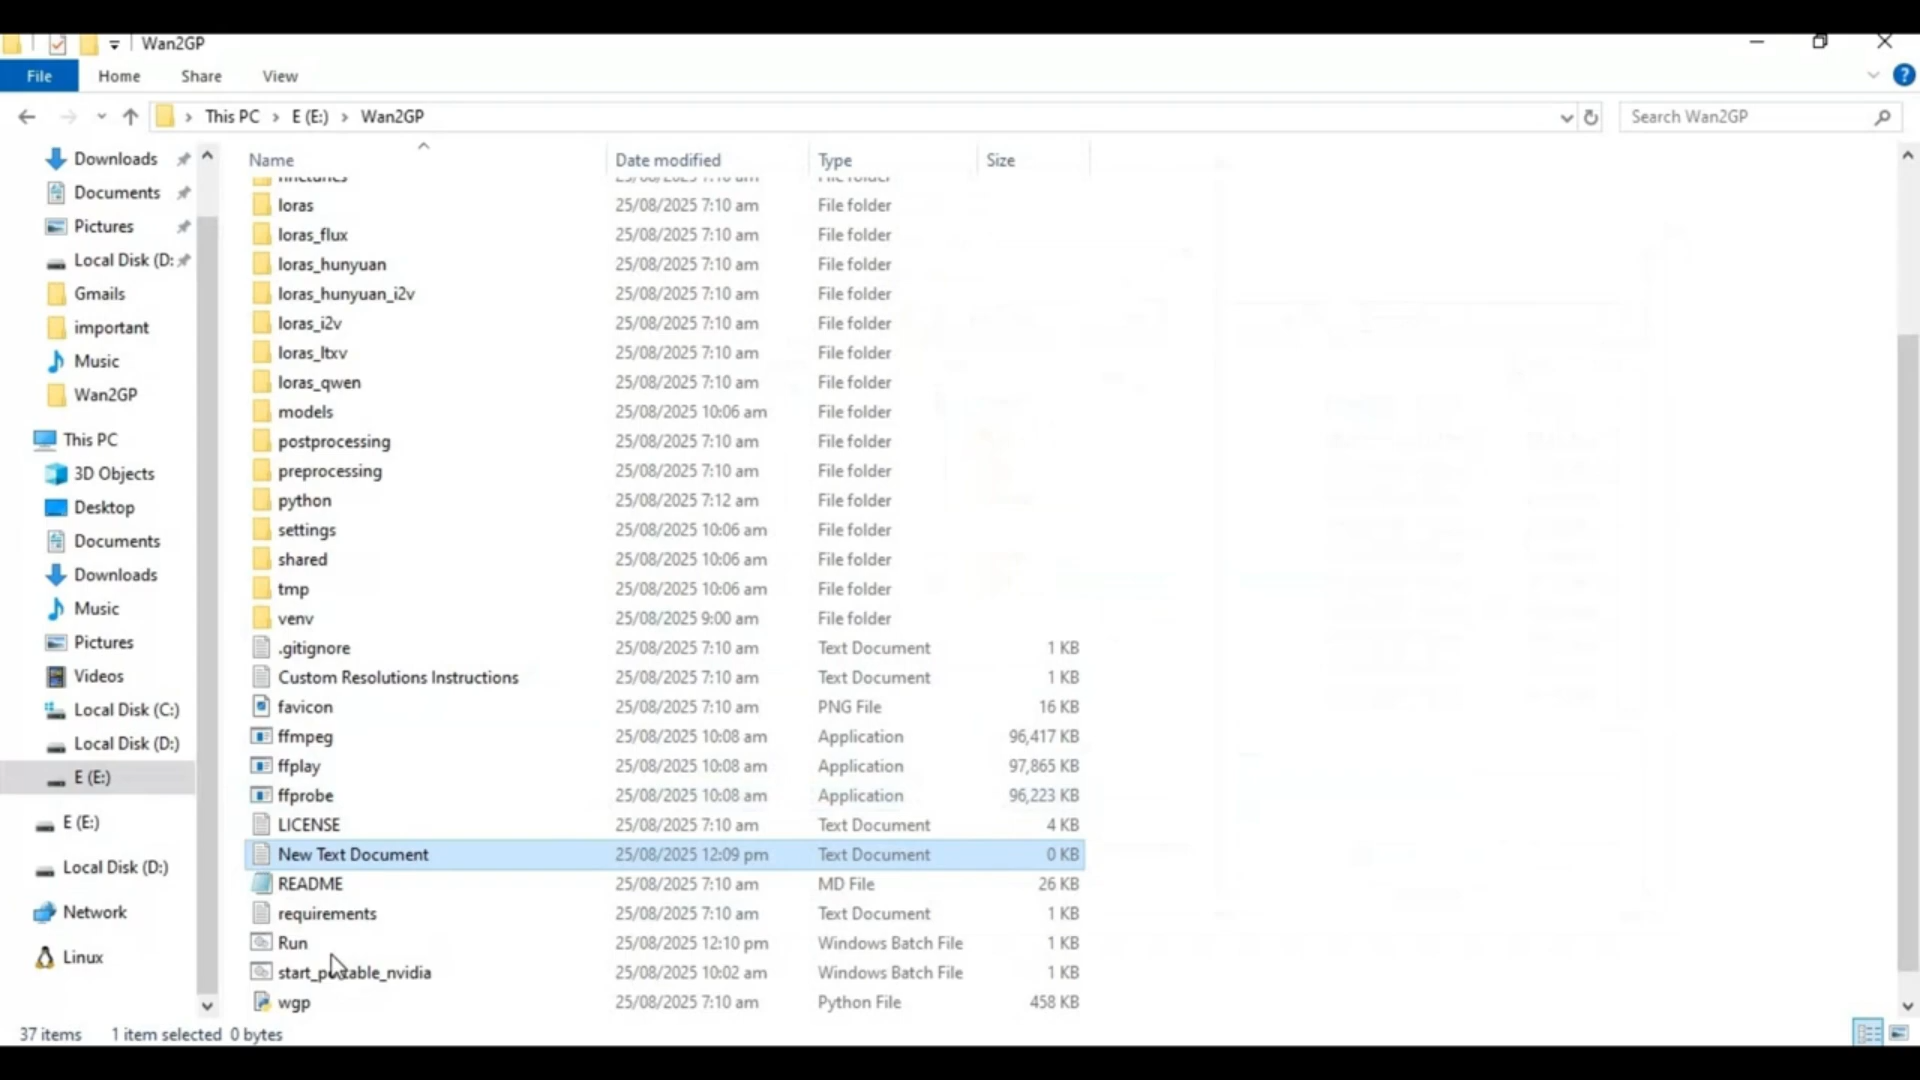 Wan2GP
File Home Share View
This PC E (E:) Wan2GP
Search Wan2GP
Downloads
Documents
Pictures
Local Disk (D:
Gmails
important
Music
Wan2GP
This PC
3D Objects
Desktop
Documents
Downloads
Music
Pictures
Videos
Local Disk (C:)
Local Disk (D:)
E (E:)
E (E:)
Local Disk (D:)
Network
Linux
Name Date modified Type Size
loras 25/08/2025 7:10 am File folder
loras_flux 25/08/2025 7:10 am File folder
loras_hunyuan 25/08/2025 7:10 am File folder
loras_hunyuan_i2v 25/08/2025 7:10 am File folder
loras_i2v 25/08/2025 7:10 am File folder
loras_ltxv 25/08/2025 7:10 am File folder
loras_qwen 25/08/2025 7:10 am File folder
models 25/08/2025 10:06 am File folder
postprocessing 25/08/2025 7:10 am File folder
preprocessing 25/08/2025 7:10 am File folder
python 25/08/2025 7:12 am File folder
settings 25/08/2025 10:06 am File folder
shared 25/08/2025 10:06 am File folder
tmp 25/08/2025 10:06 am File folder
venv 25/08/2025 9:00 am File folder
.gitignore 25/08/2025 7:10 am Text Document 1 KB
Custom Resolutions Instructions 25/08/2025 7:10 am Text Document 1 KB
favicon 25/08/2025 7:10 am PNG File 16 KB
ffmpeg 25/08/2025 10:08 am Application 96,417 KB
ffplay 25/08/2025 10:08 am Application 97,865 KB
ffprobe 25/08/2025 10:08 am Application 96,223 KB
LICENSE 25/08/2025 7:10 am Text Document 4 KB
New Text Document 25/08/2025 12:09 pm Text Document 0 KB
README 25/08/2025 7:10 am MD File 26 KB
requirements 25/08/2025 7:10 am Text Document 1 KB
Run 25/08/2025 12:10 pm Windows Batch File 1 KB
start_portable_nvidia 25/08/2025 10:02 am Windows Batch File 1 KB
wgp 25/08/2025 7:10 am Python File 458 KB
37 items 1 item selected 0 bytes